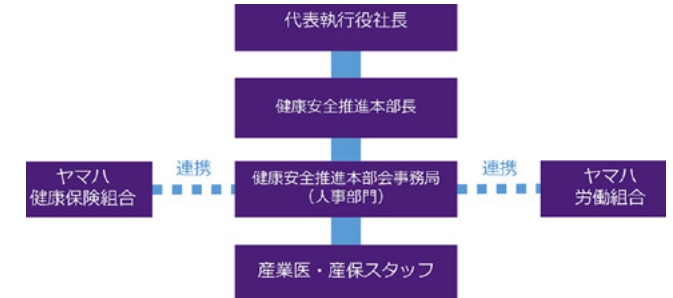 代表執行役社長
健康安全推進本部長
連携
連携
ヤマハ
健康保険組合
健康安全推進本部会事務局
（人事部門）
ヤマハ
労働組合
産業医・産保スタッフ